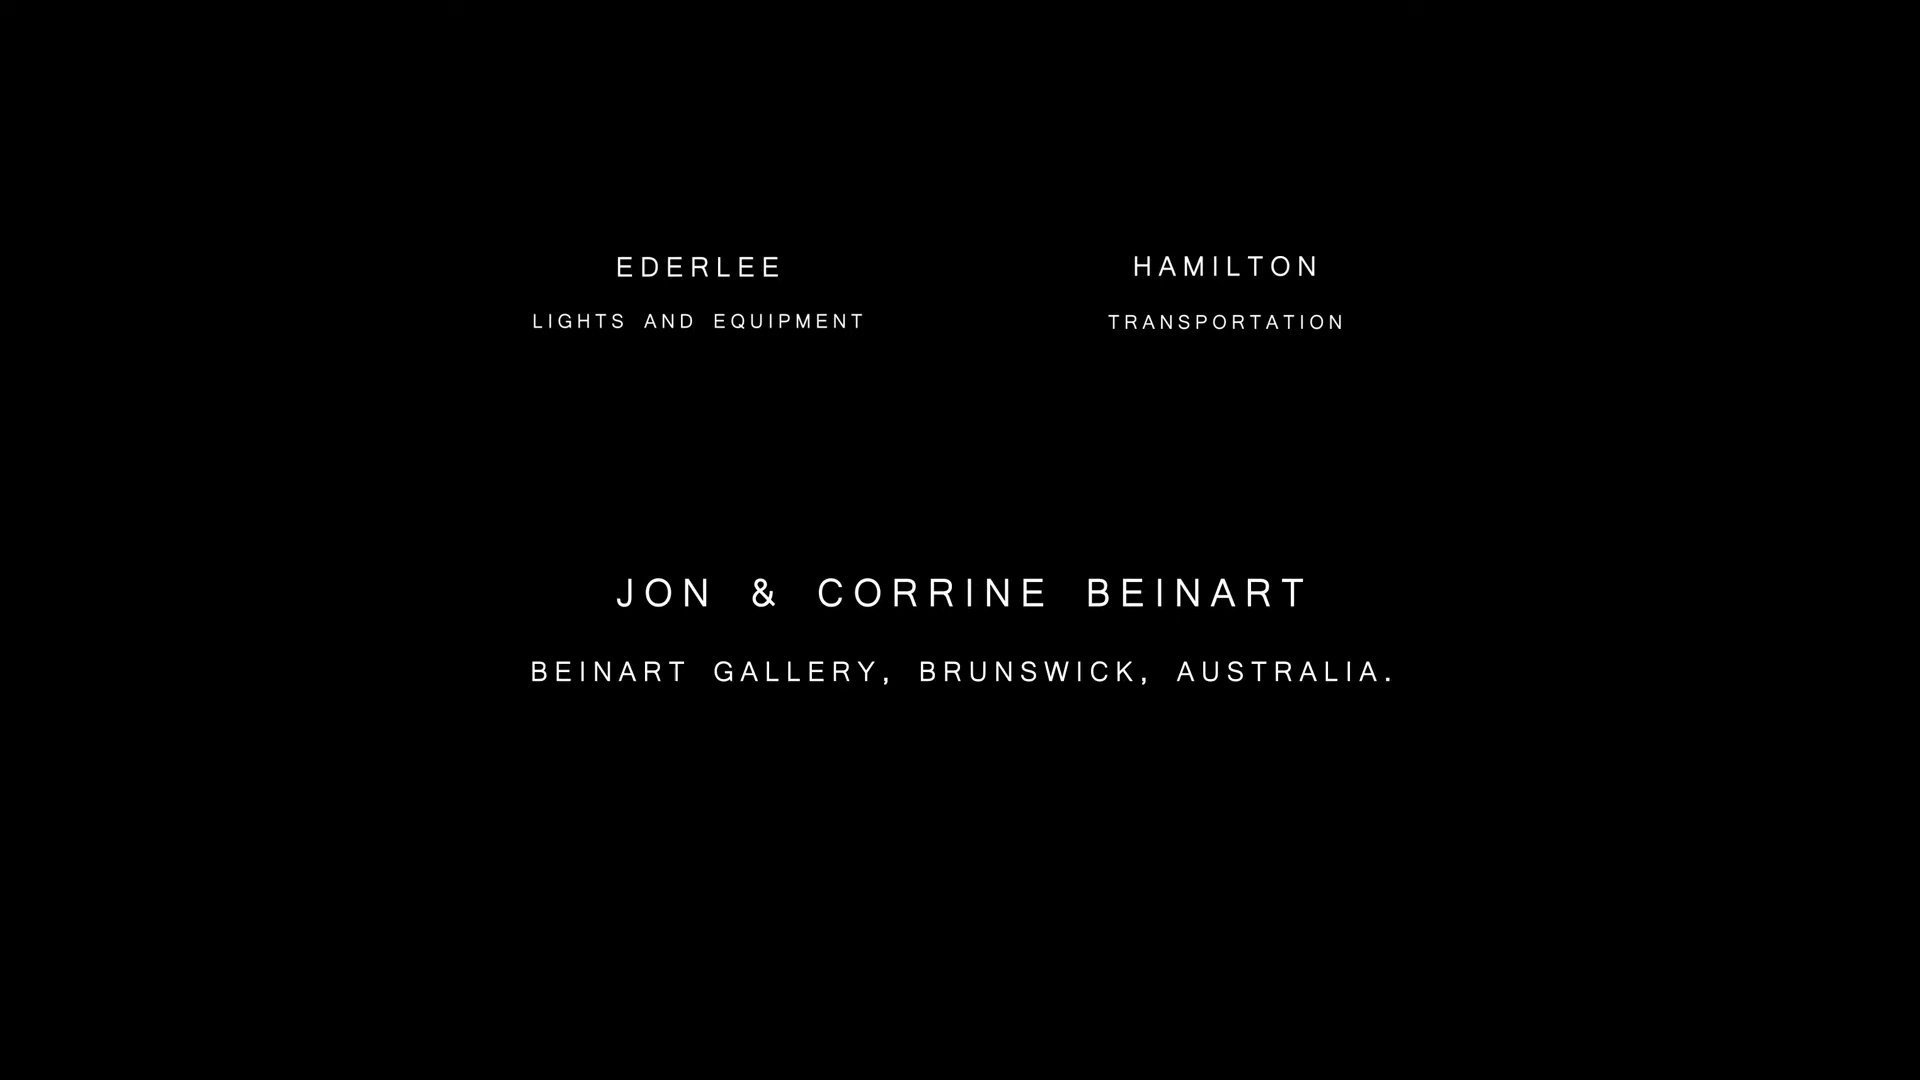 EDERLEE
LIGHTS AND EQUIPMENT
HAMILTON
TRANSPORTATION
JON & CORRINE BEINART
BEINART GALLERY, BRUNSWICK, AUSTRALIA.